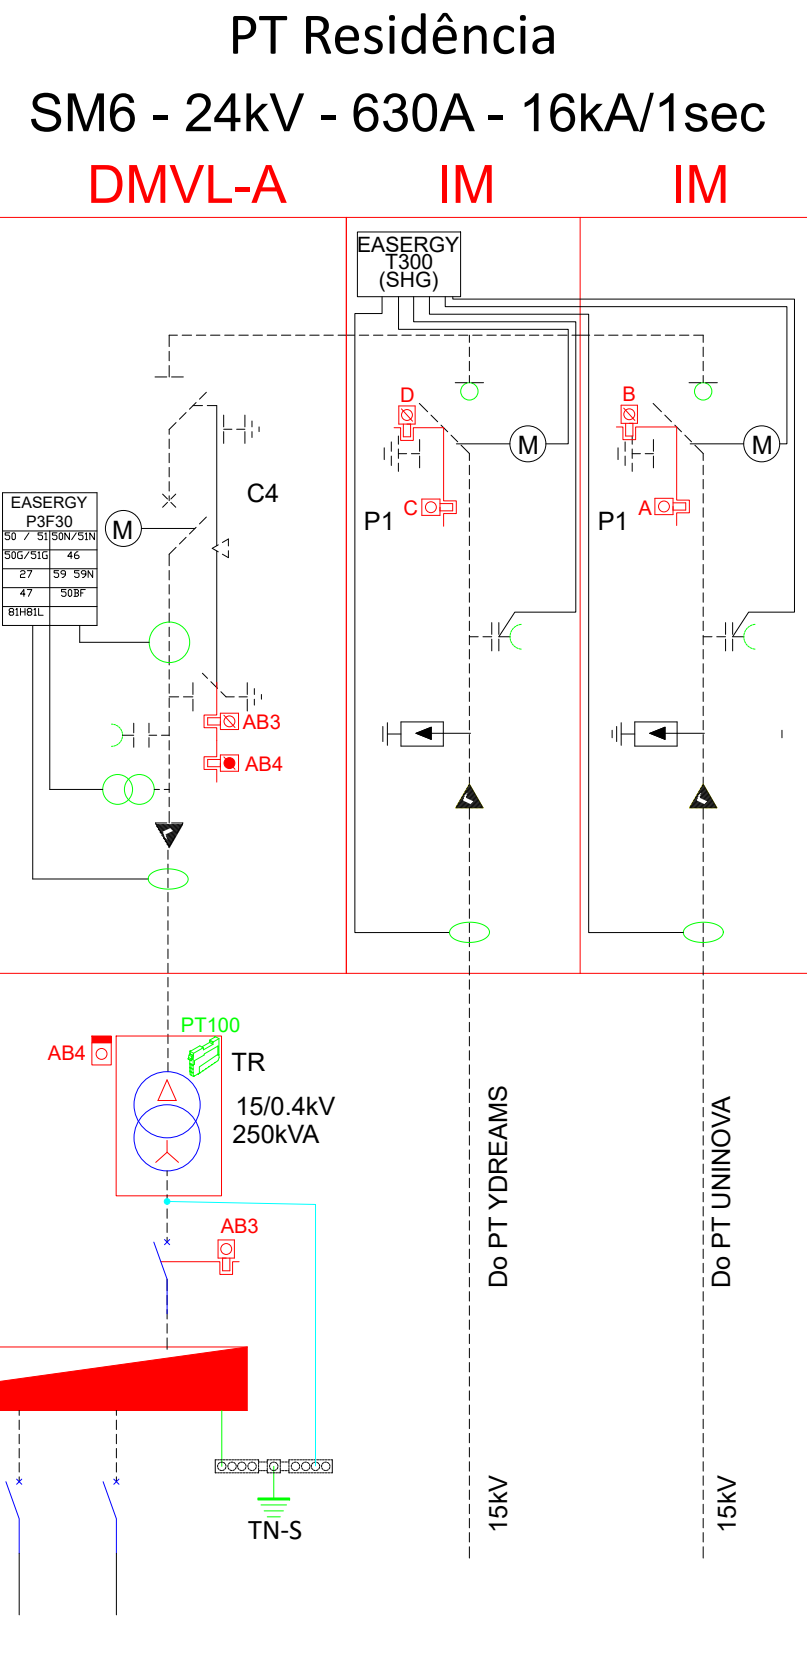 PT Residência
SM6 - 24kV - 630A - 16kA/1sec
DMVL-A
IM
IM
EASERGY
T300
(SHG)
D
B
M
M
C4
C
P1
A
P1
EASERGY
P3F30
50 / 51 50N/51N
50G/51G 46
27 59 59N
47 50BF
81H81L
M
AB3
AB4
PT100
AB4
TR
15/0.4kV
250kVA
Do PT YDREAMS
Do PT UNINOVA
AB3
15kV
15kV
TN-S